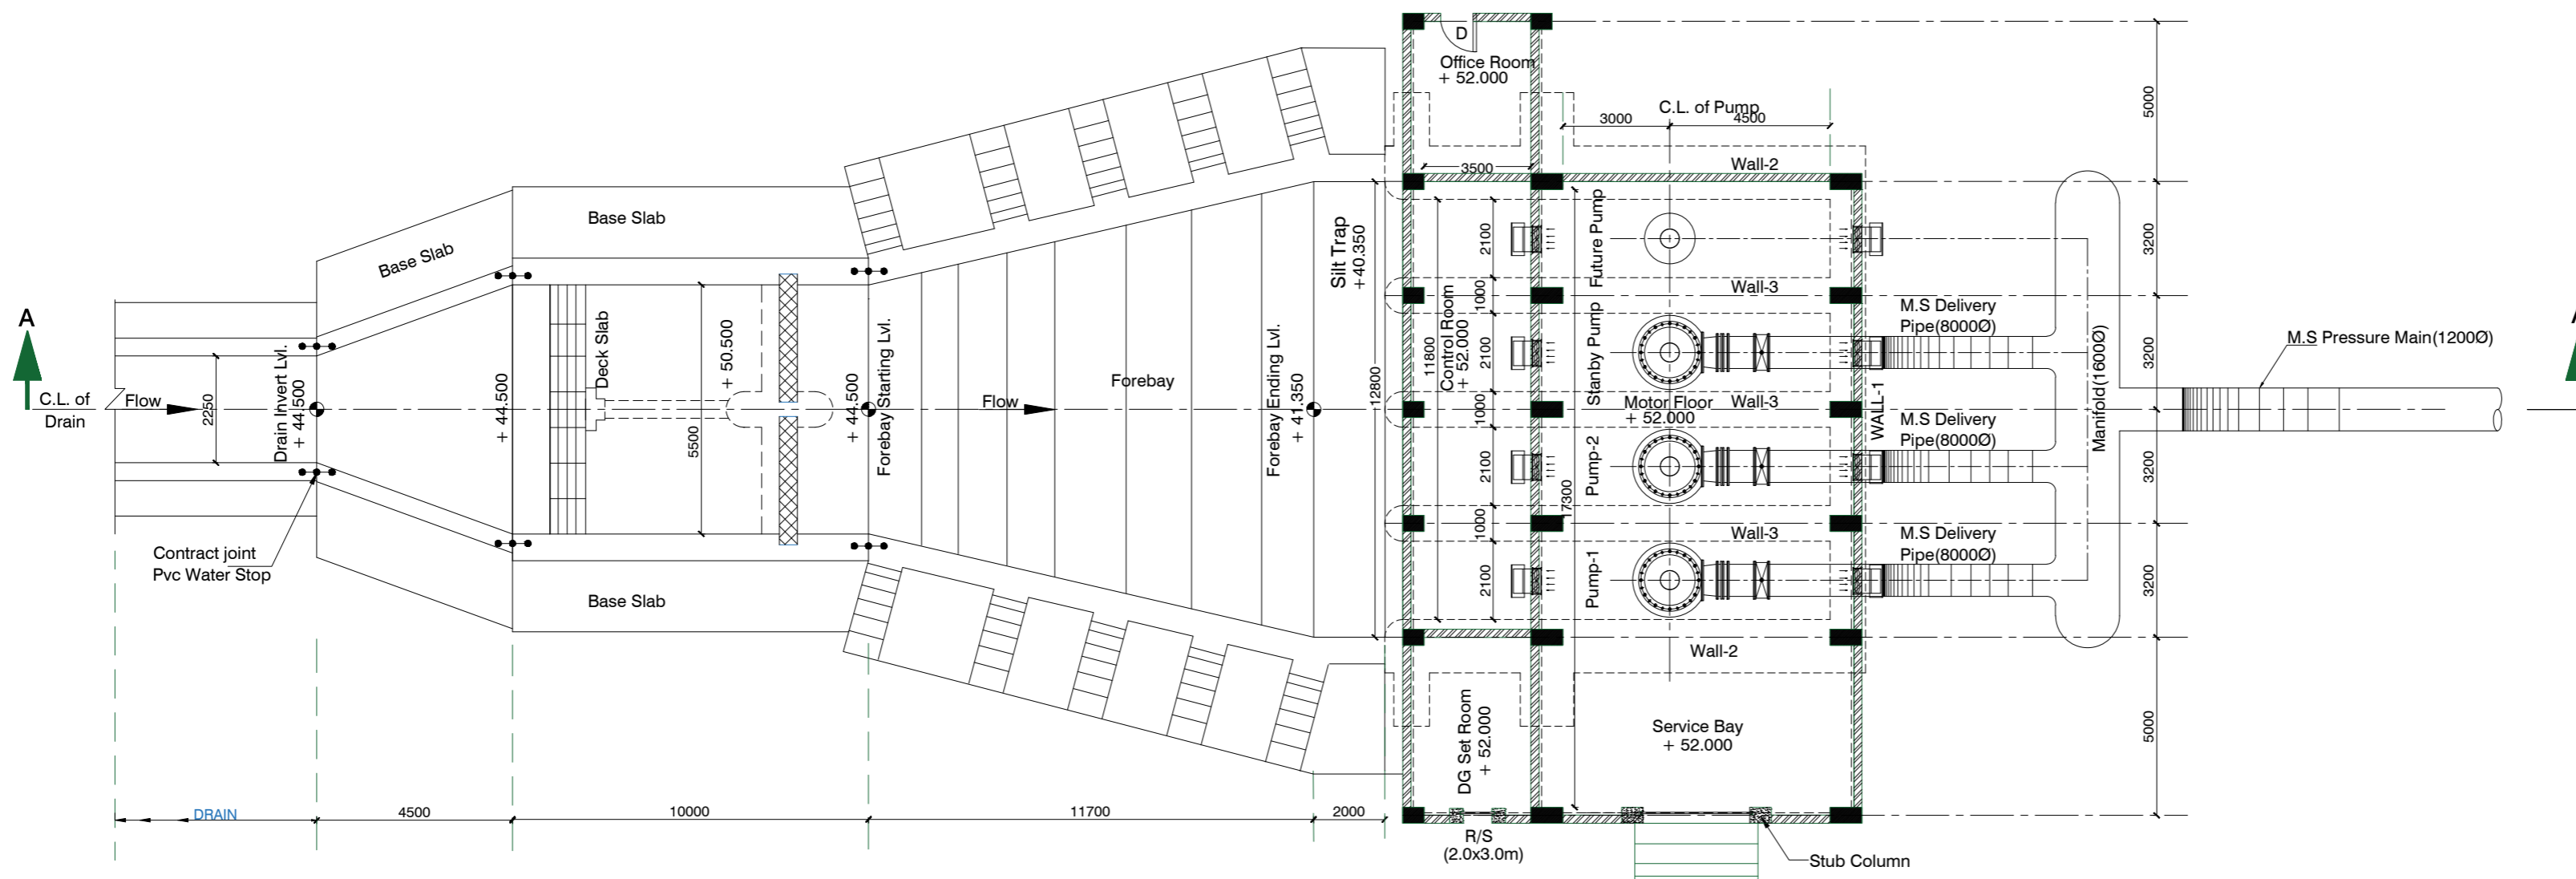 A
C.L. of
Drain
Flow
2250
Drain Invert Lvl.
+ 44.500
Contract joint
Pvc Water Stop
Base Slab
Base Slab
Base Slab
+ 44.500
Deck Slab
5500
+ 50.500
+ 44.500
Forebay Starting Lvl.
Flow
Forebay
Forebay Ending Lvl.
+ 41.350
Silt Trap
+40.350
12800
DRAIN
4500
10000
11700
2000
D
Office Room
+ 52.000
C.L. of Pump
3000
4500
3500
Wall-2
11800
Control Room
+ 52.000
2100
1000
2100
1000
2100
1000
2100
Future Pump
Stanby Pump
Pump-2
Pump-1
17300
Wall-3
Motor Floor
+ 52.000
Wall-3
Wall-3
Wall-2
WALL-1
M.S Delivery
Pipe(8000Ø)
M.S Delivery
Pipe(8000Ø)
M.S Delivery
Pipe(8000Ø)
Manifold(1600Ø)
5000
3200
3200
3200
3200
5000
M.S Pressure Main(1200Ø)
DG Set Room
+ 52.000
Service Bay
+ 52.000
R/S
(2.0x3.0m)
Stub Column